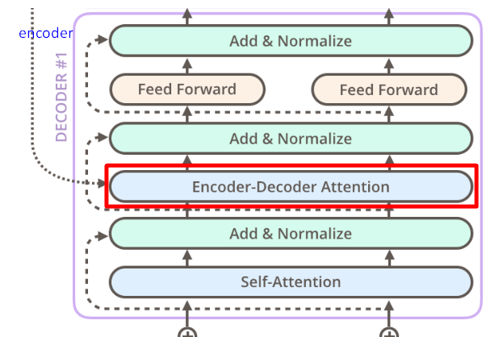 encoder
DECODER #1
Add & Normalize
Feed Forward
Feed Forward
Add & Normalize
Encoder-Decoder Attention
Add & Normalize
Self-Attention